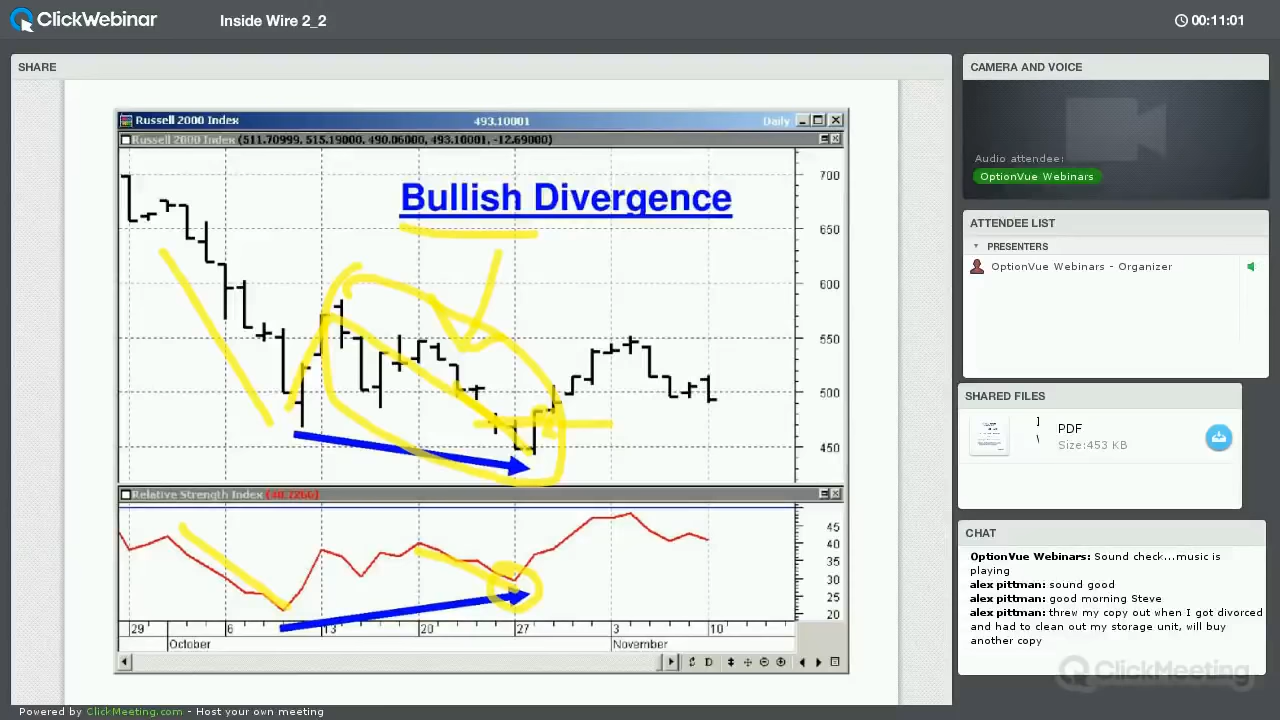 ClickWebinar
Inside Wire 2_2
00:11:01
SHARE
Russell 2000 Index
493.10001
Daily
Russell 2000 Index (511.70999, 515.19000, 490.06000, 493.10001, -12.69000)
Bullish Divergence
700
650
600
550
500
450
Relative Strength Index (40.7266)
45
40
35
30
25
20
29
6
13
20
27
3
10
October
November
D
CAMERA AND VOICE
Audio attendee:
OptionVue Webinars
ATTENDEE LIST
PRESENTERS
OptionVue Webinars - Organizer
SHARED FILES
PDF
Size:453 KB
CHAT
OptionVue Webinars: Sound check...music is
playing
alex pittman: sound good
alex pittman: good morning Steve
alex pittman: threw my copy out when I got divorced
and had to clean out my storage unit, will buy
another copy
ClickMeeting
Powered by ClickMeeting.com - Host your own meeting